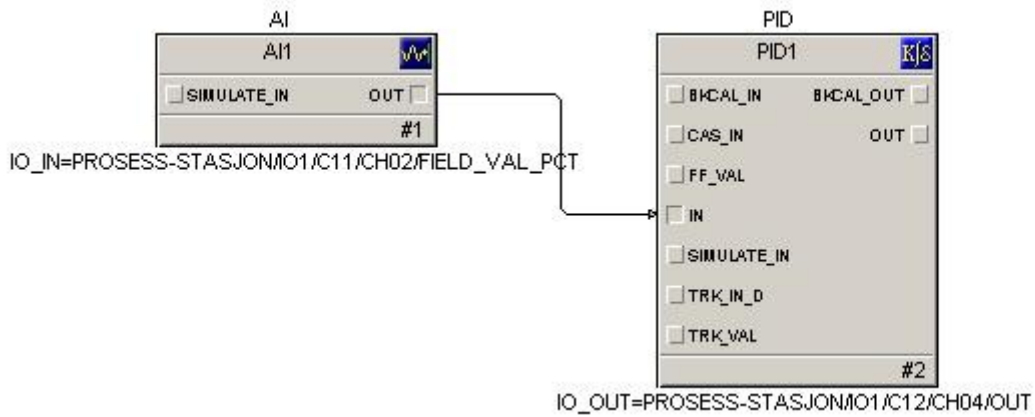 AI
AI1
SIMULATE_IN OUT
#1
IO_IN=PROSESS-STASJON/IO1/C11/CH02/FIELD_VAL_PCT
PID
PID1 K|S
BKCAL_IN BKCAL_OUT
CAS_IN OUT
FF_VAL
IN
SIMULATE_IN
TRK_IN_D
TRK_VAL
#2
IO_OUT=PROSESS-STASJON/IO1/C12/CH04/OUT